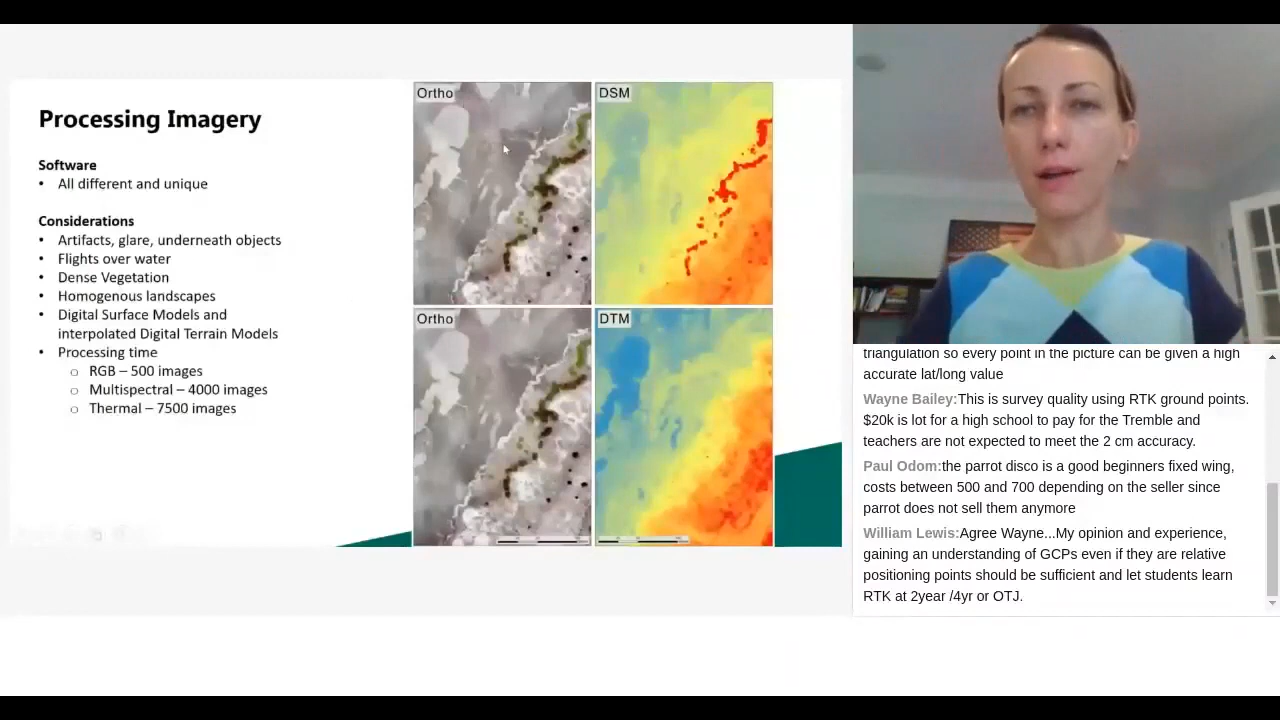 Processing Imagery
Software
• All different and unique
Considerations
• Artifacts, glare, underneath objects
• Flights over water
• Dense Vegetation
• Homogenous landscapes
• Digital Surface Models and
interpolated Digital Terrain Models
• Processing time
o RGB – 500 images
o Multispectral – 4000 images
o Thermal – 7500 images
Ortho
DSM
Ortho
DTM
triangulation so every point in the picture can be given a high
accurate lat/long value
Wayne Bailey:This is survey quality using RTK ground points.
$20k is lot for a high school to pay for the Tremble and
teachers are not expected to meet the 2 cm accuracy.
Paul Odom:the parrot disco is a good beginners fixed wing,
costs between 500 and 700 depending on the seller since
parrot does not sell them anymore
William Lewis:Agree Wayne...My opinion and experience,
gaining an understanding of GCPs even if they are relative
positioning points should be sufficient and let students learn
RTK at 2year /4yr or OTJ.